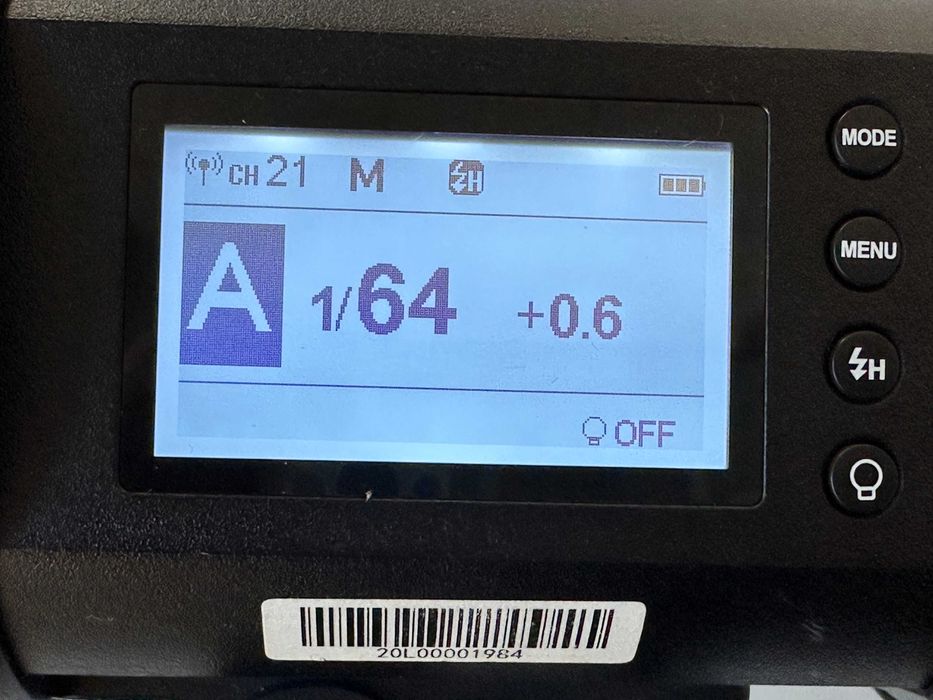 CH 21 M H
A 1/64 +0.6
OFF
MODE
MENU
H
20L00001984